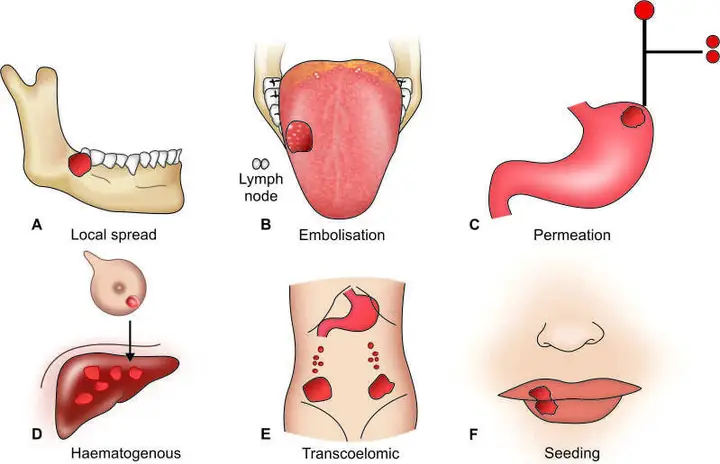 Lymph
node
A
Local spread
B
Embolisation
C
Permeation
D
Haematogenous
E
Transcoelomic
F
Seeding